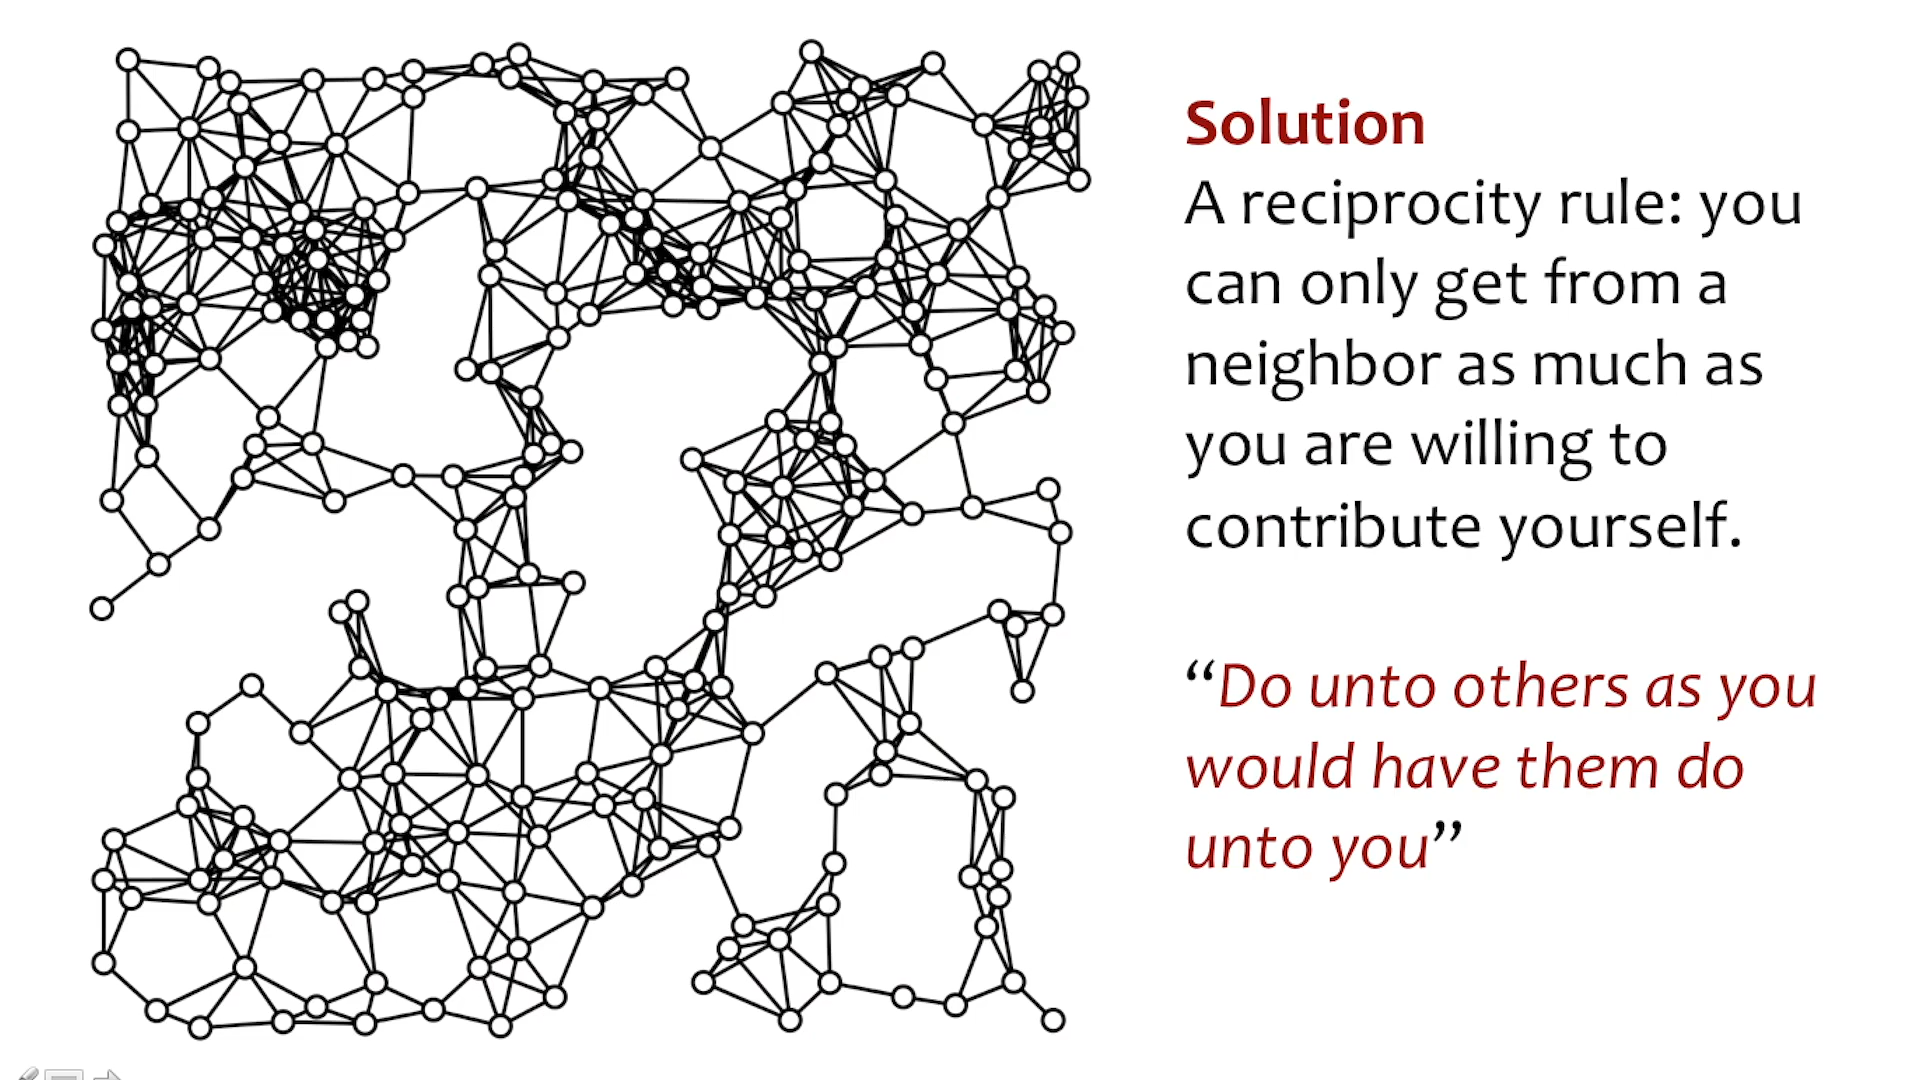 Solution
A reciprocity rule: you
can only get from a
neighbor as much as
you are willing to
contribute yourself.
“Do unto others as you
would have them do
unto you”